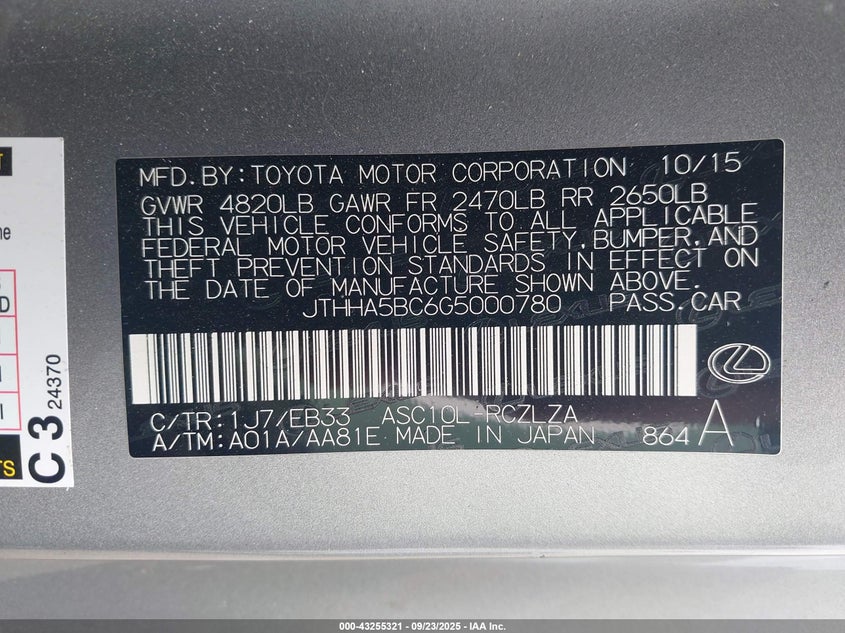 MFD.BY:TOYOTA MOTOR CORPORATION 10/15
GVWR 4820LB GAWR FR 2470LB RR 2650LB
THIS VEHICLE CONFORMS TO ALL APPLICABLE
FEDERAL MOTOR VEHICLE SAFETY,BUMPER,AND
THEFT PREVENTION STANDARDS IN EFFECT ON
THE DATE OF MANUFACTURE SHOWN ABOVE.
JTHHA5BC6G5000780 PASS.CAR
C/TR:1J7/EB33 ASC10L-RCZLZA
A/TM:A01A/AA81E MADE IN JAPAN 864 A
C3 24370
000-43255321 - 09/23/2025 - IAA Inc.